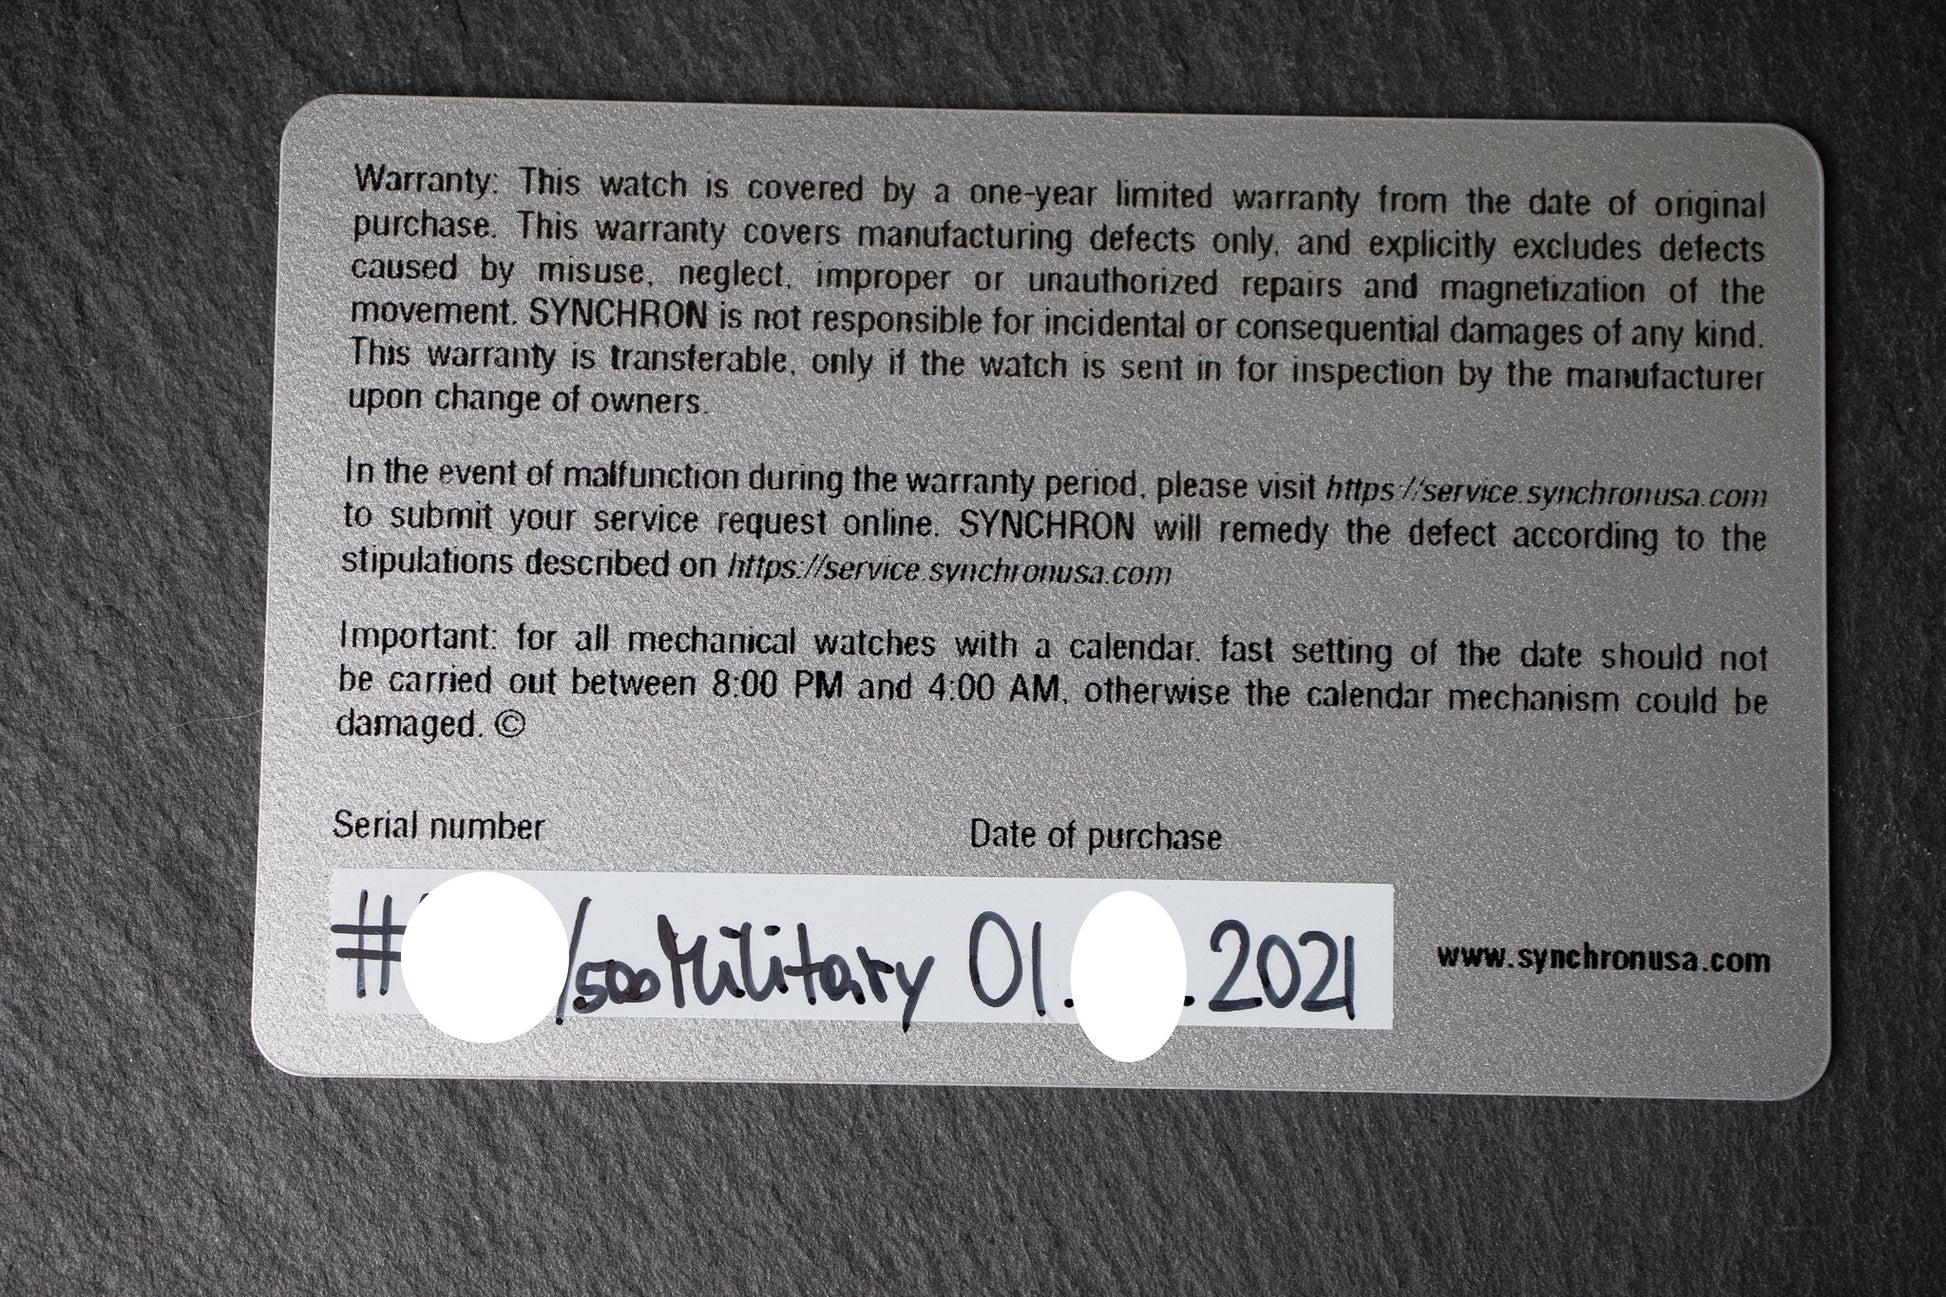 Warranty: This watch is covered by a one-year limited warranty from the date of original
purchase. This warranty covers manufacturing defects only, and explicitly excludes defects
caused by misuse, neglect, improper or unauthorized repairs and magnetization of the
movement. SYNCHRON is not responsible for incidental or consequential damages of any kind.
This warranty is transferable, only if the watch is sent in for inspection by the manufacturer
upon change of owners.
In the event of malfunction during the warranty period, please visit https://service.synchronusa.com
to submit your service request online. SYNCHRON will remedy the defect according to the
stipulations described on https://service.synchronusa.com
Important: for all mechanical watches with a calendar, fast setting of the date should not
be carried out between 8:00 PM and 4:00 AM, otherwise the calendar mechanism could be
damaged. ©
Serial number Date of purchase
# /500 Military 01. .2021
www.synchronusa.com